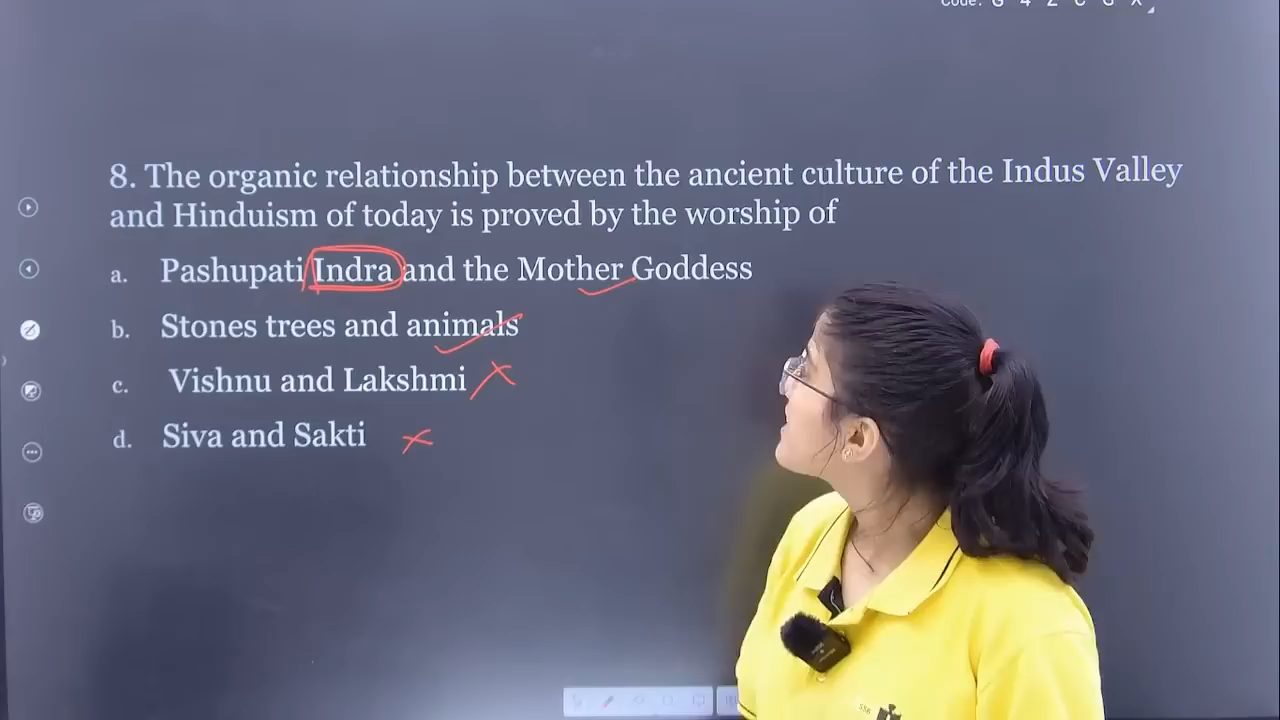 8. The organic relationship between the ancient culture of the Indus Valley
and Hinduism of today is proved by the worship of
a. Pashupati Indra and the Mother Goddess
b. Stones trees and animals
c. Vishnu and Lakshmi
d. Siva and Sakti